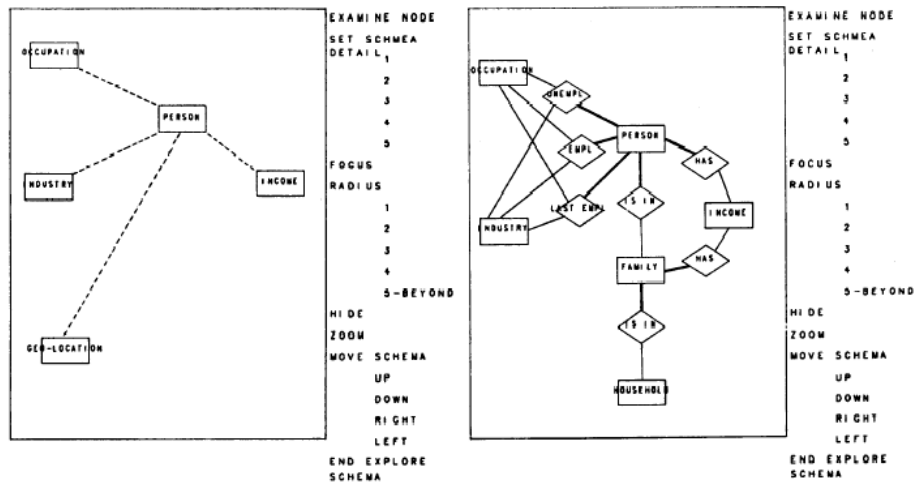 OCCUPATION
PERSON
INDUSTRY
INCOME
GEO-LOCATION
EXAMINE NODE
SET SCHMEA
DETAIL
1
2
3
4
5
FOCUS
RADIUS
1
2
3
4
5-BEYOND
HIDE
ZOOM
MOVE SCHEMA
UP
DOWN
RIGHT
LEFT
END EXPLORE
SCHEMA
OCCUPATION
UNEMPL
PERSON
EMPL
HAS
IS IN
LAST EMPL
INCOME
INDUSTRY
HAS
FAMILY
IS IN
HOUSEHOLD
EXAMINE NODE
SET SCHMEA
DETAIL
1
2
3
4
5
FOCUS
RADIUS
1
2
3
4
5-BEYOND
HIDE
ZOOM
MOVE SCHEMA
UP
DOWN
RIGHT
LEFT
END EXPLORE
SCHEMA